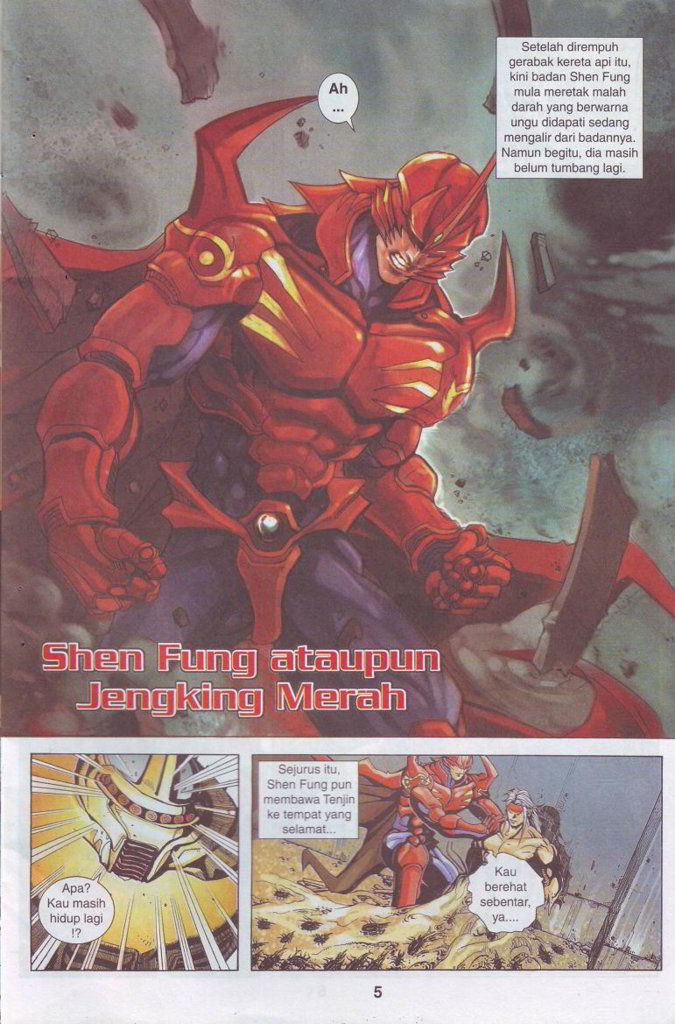 Setelah dirempuh
gerabak kereta api itu,
kini badan Shen Fung
mula meretak malah
darah yang berwarna
ungu didapati sedang
mengalir dari badannya.
Namun begitu, dia masih
belum tumbang lagi.
Ah
...
Shen Fung ataupun
Jengking Merah
Apa?
Kau masih
hidup lagi
!?
Sejurus itu,
Shen Fung pun
membawa Tenjin
ke tempat yang
selamat...
Kau
berehat
sebentar,
ya....
5